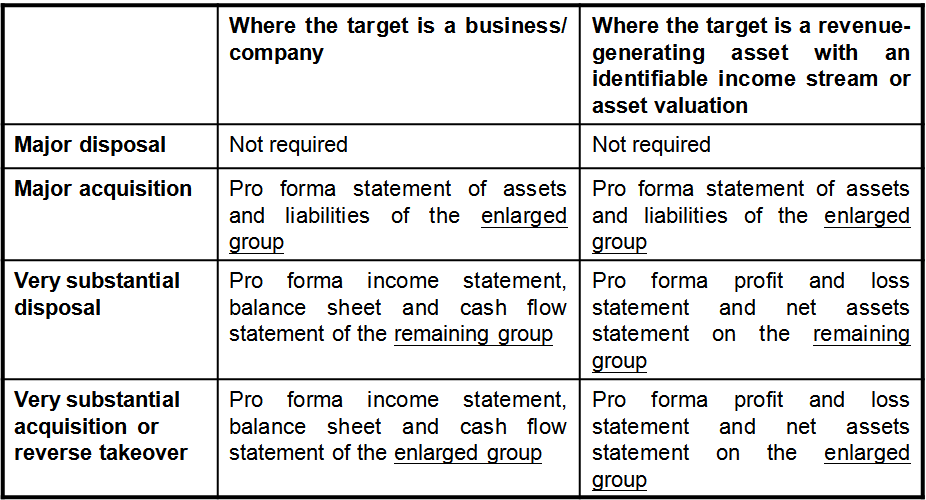 Where the target is a business/
company
Where the target is a revenue-
generating asset with an
identifiable income stream or
asset valuation
Major disposal
Not required
Not required
Major acquisition
Pro forma statement of assets
and liabilities of the enlarged
group
Pro forma statement of assets
and liabilities of the enlarged
group
Very substantial
disposal
Pro forma income statement,
balance sheet and cash flow
statement of the remaining group
Pro forma profit and loss
statement and net assets
statement on the remaining
group
Very substantial
acquisition or
reverse takeover
Pro forma income statement,
balance sheet and cash flow
statement of the enlarged group
Pro forma profit and loss
statement and net assets
statement on the enlarged
group